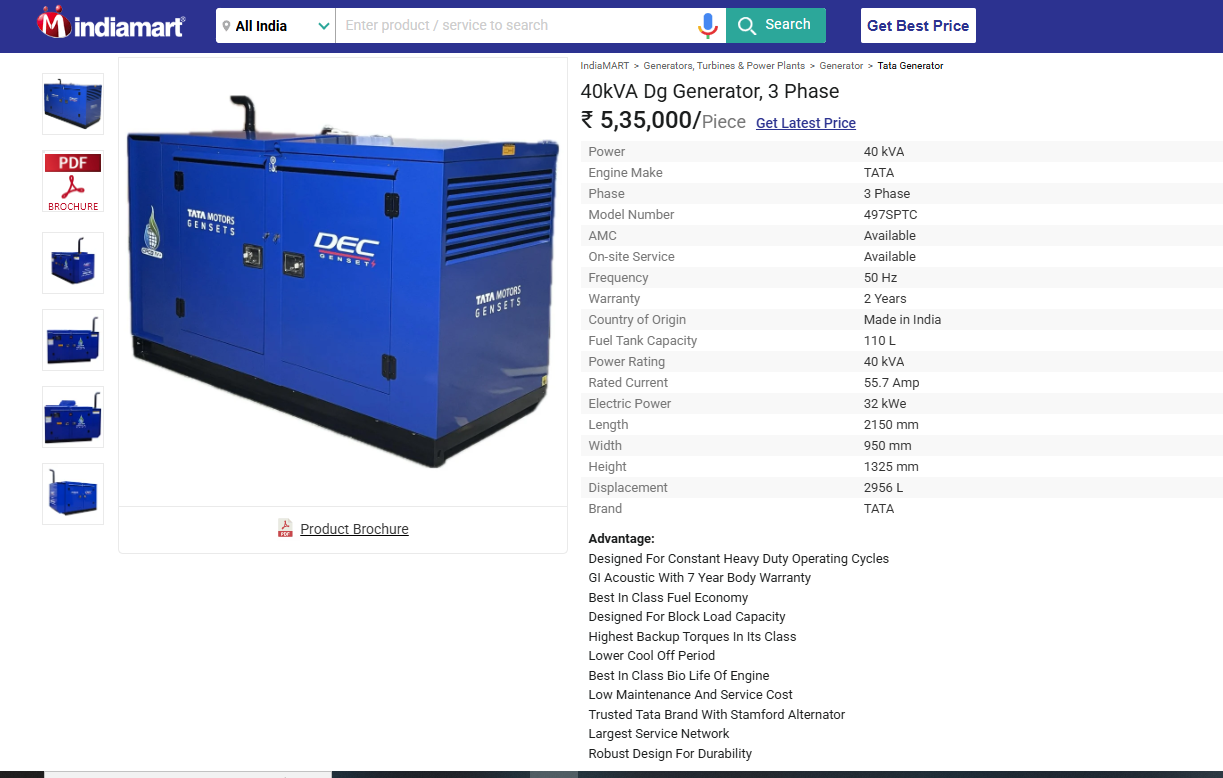 indiamart
All India
Enter product / service to search
Search
Get Best Price
IndiaMART > Generators, Turbines & Power Plants > Generator > Tata Generator
PDF
BROCHURE
TATA MOTORS
GENSETS
DEC
GENSETS
TATA MOTORS
GENSETS
Product Brochure
40kVA Dg Generator, 3 Phase
₹ 5,35,000/Piece Get Latest Price
Power 40 kVA
Engine Make TATA
Phase 3 Phase
Model Number 497SPTC
AMC Available
On-site Service Available
Frequency 50 Hz
Warranty 2 Years
Country of Origin Made in India
Fuel Tank Capacity 110 L
Power Rating 40 kVA
Rated Current 55.7 Amp
Electric Power 32 kWe
Length 2150 mm
Width 950 mm
Height 1325 mm
Displacement 2956 L
Brand TATA
Advantage:
Designed For Constant Heavy Duty Operating Cycles
GI Acoustic With 7 Year Body Warranty
Best In Class Fuel Economy
Designed For Block Load Capacity
Highest Backup Torques In Its Class
Lower Cool Off Period
Best In Class Bio Life Of Engine
Low Maintenance And Service Cost
Trusted Tata Brand With Stamford Alternator
Largest Service Network
Robust Design For Durability